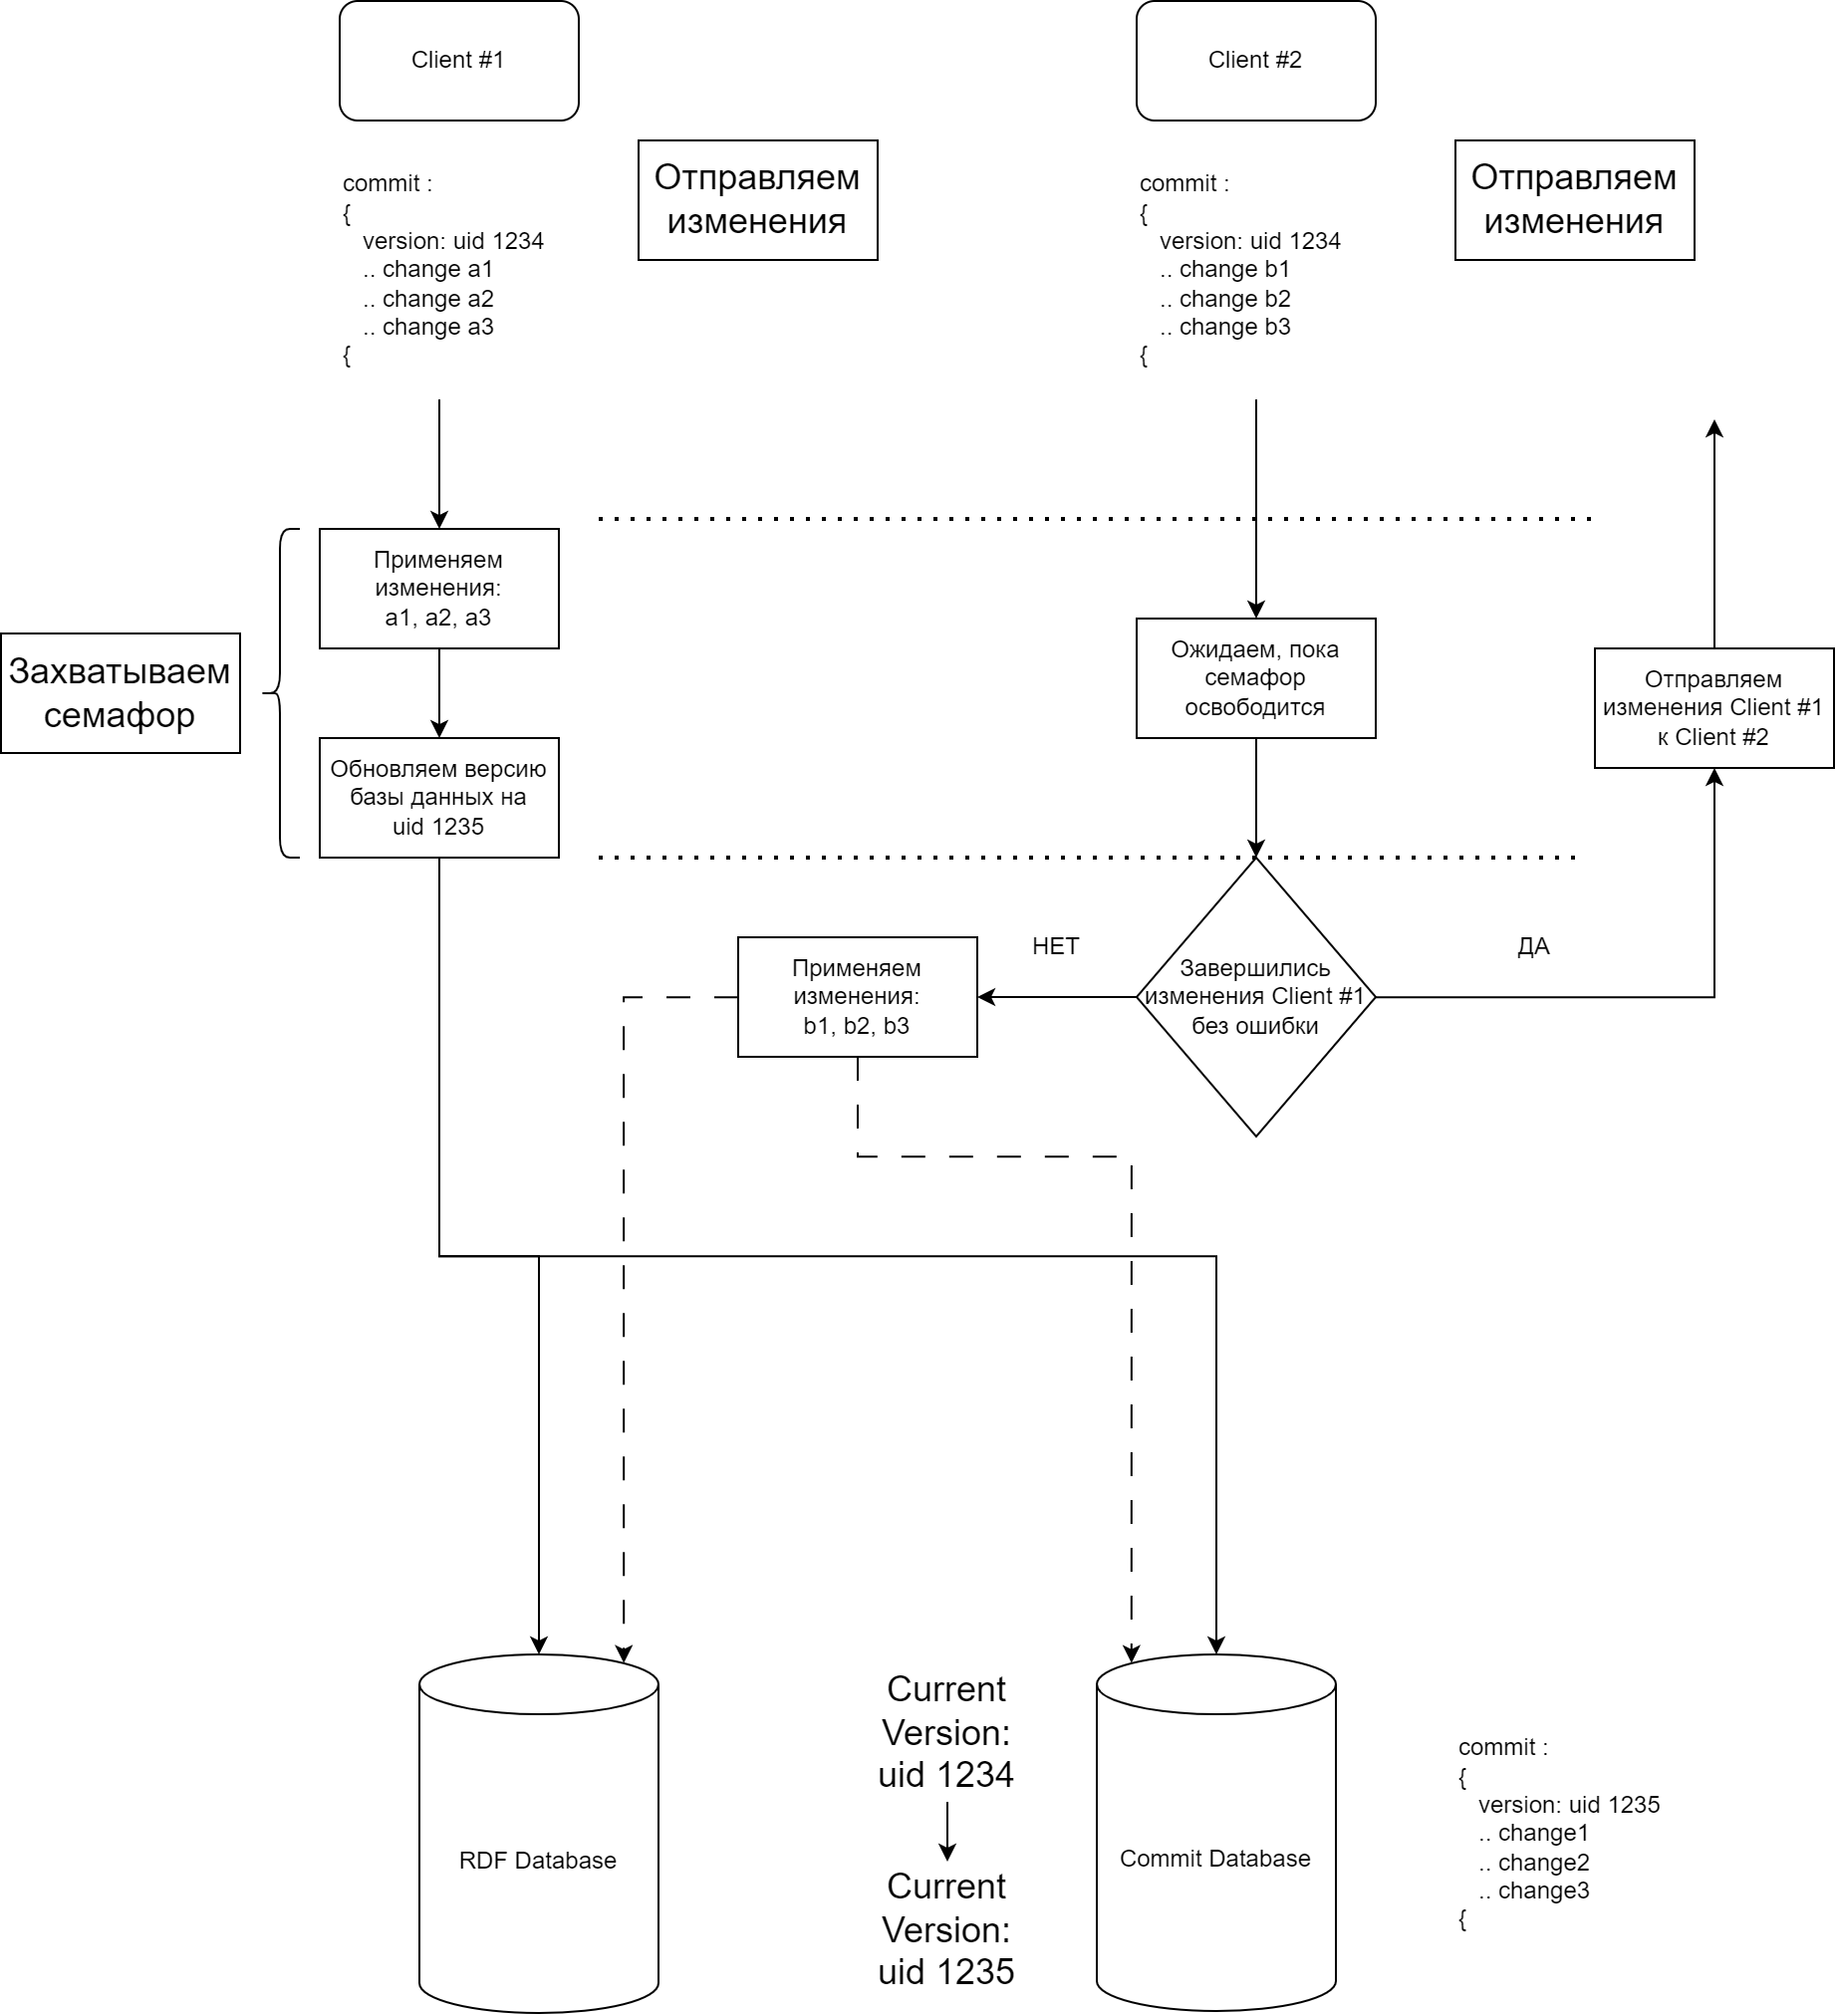 Client #1
Client #2
commit :
{
version: uid 1234
.. change a1
.. change a2
.. change a3
{
Отправляем
изменения
commit :
{
version: uid 1234
.. change b1
.. change b2
.. change b3
{
Отправляем
изменения
Захватываем
семафор
Применяем
изменения:
a1, a2, a3
Обновляем версию
базы данных на
uid 1235
Ожидаем, пока
семафор
освободится
Отправляем
изменения Client #1
к Client #2
Применяем
изменения:
b1, b2, b3
НЕТ
Завершились
изменения Client #1
без ошибки
ДА
RDF Database
Current
Version:
uid 1234
Current
Version:
uid 1235
Commit Database
commit :
{
version: uid 1235
.. change1
.. change2
.. change3
{